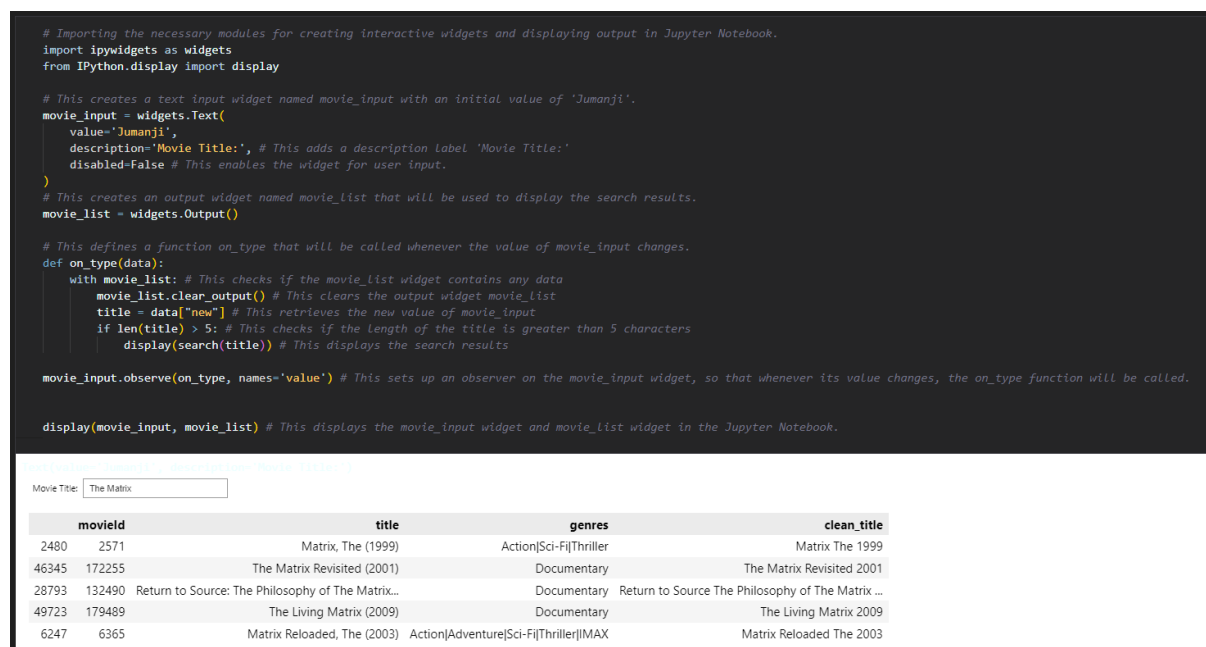 # Importing the necessary modules for creating interactive widgets and displaying output in Jupyter Notebook.
import ipywidgets as widgets
from IPython.display import display
# This creates a text input widget named movie_input with an initial value of 'Jumanji'.
movie_input = widgets.Text(
value='Jumanji',
description='Movie Title:', # This adds a description label 'Movie Title:'
disabled=False # This enables the widget for user input.
)
# This creates an output widget named movie_list that will be used to display the search results.
movie_list = widgets.Output()
# This defines a function on_type that will be called whenever the value of movie_input changes.
def on_type(data):
with movie_list: # This checks if the movie_list widget contains any data
movie_list.clear_output() # This clears the output widget movie_list
title = data["new"] # This retrieves the new value of movie_input
if len(title) > 5: # This checks if the length of the title is greater than 5 characters
display(search(title)) # This displays the search results
movie_input.observe(on_type, names='value') # This sets up an observer on the movie_input widget, so that whenever its value changes, the on_type function will be called.
display(movie_input, movie_list) # This displays the movie_input widget and movie_list widget in the Jupyter Notebook.
Movie Title: The Matrix
movieId title genres clean_title
2480 2571 Matrix, The (1999) Action|Sci-Fi|Thriller Matrix The 1999
46345 172255 The Matrix Revisited (2001) Documentary The Matrix Revisited 2001
28793 132490 Return to Source: The Philosophy of The Matrix... Documentary Return to Source The Philosophy of The Matrix ...
49723 179489 The Living Matrix (2009) Documentary The Living Matrix 2009
6247 6365 Matrix Reloaded, The (2003) Action|Adventure|Sci-Fi|Thriller|IMAX Matrix Reloaded The 2003